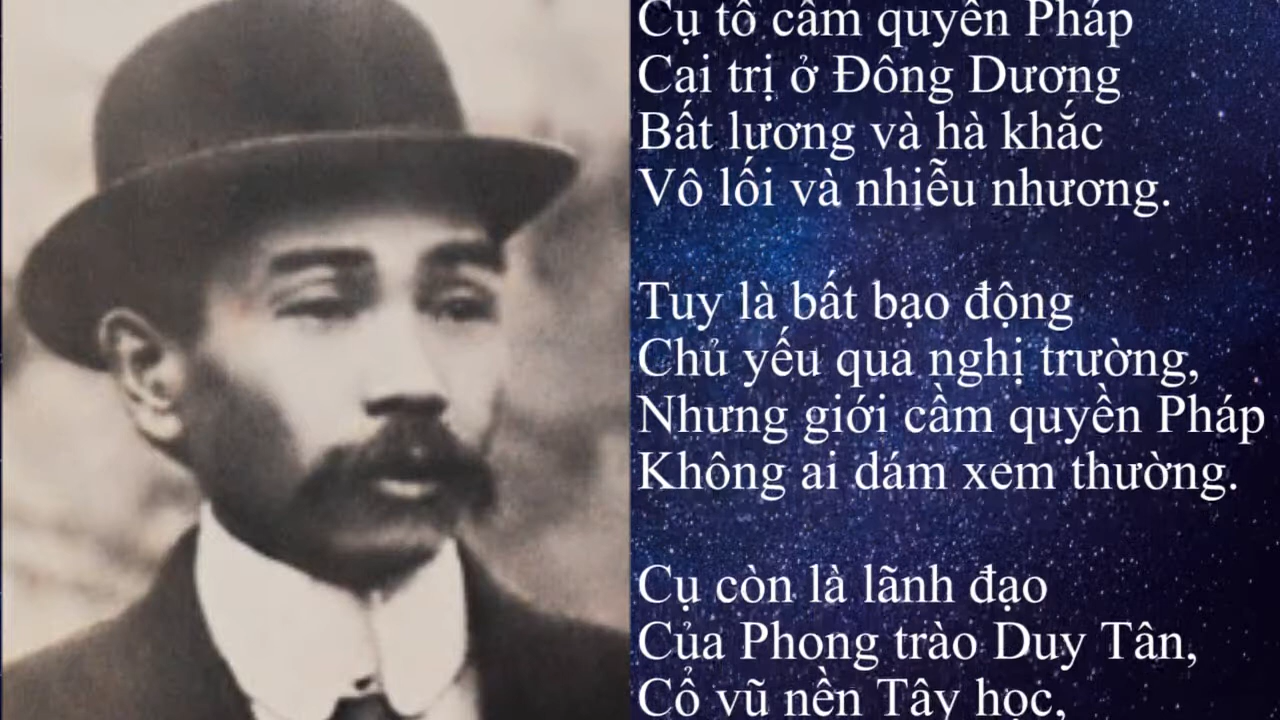 Cụ tố cầm quyền Pháp
Cai trị ở Đông Dương
Bất lương và hà khắc
Vô lối và nhiễu nhương.
Tuy là bất bạo động
Chủ yếu qua nghị trường,
Nhưng giới cầm quyền Pháp
Không ai dám xem thường.
Cụ còn là lãnh đạo
Của Phong trào Duy Tân,
Cổ vũ nền Tây học,